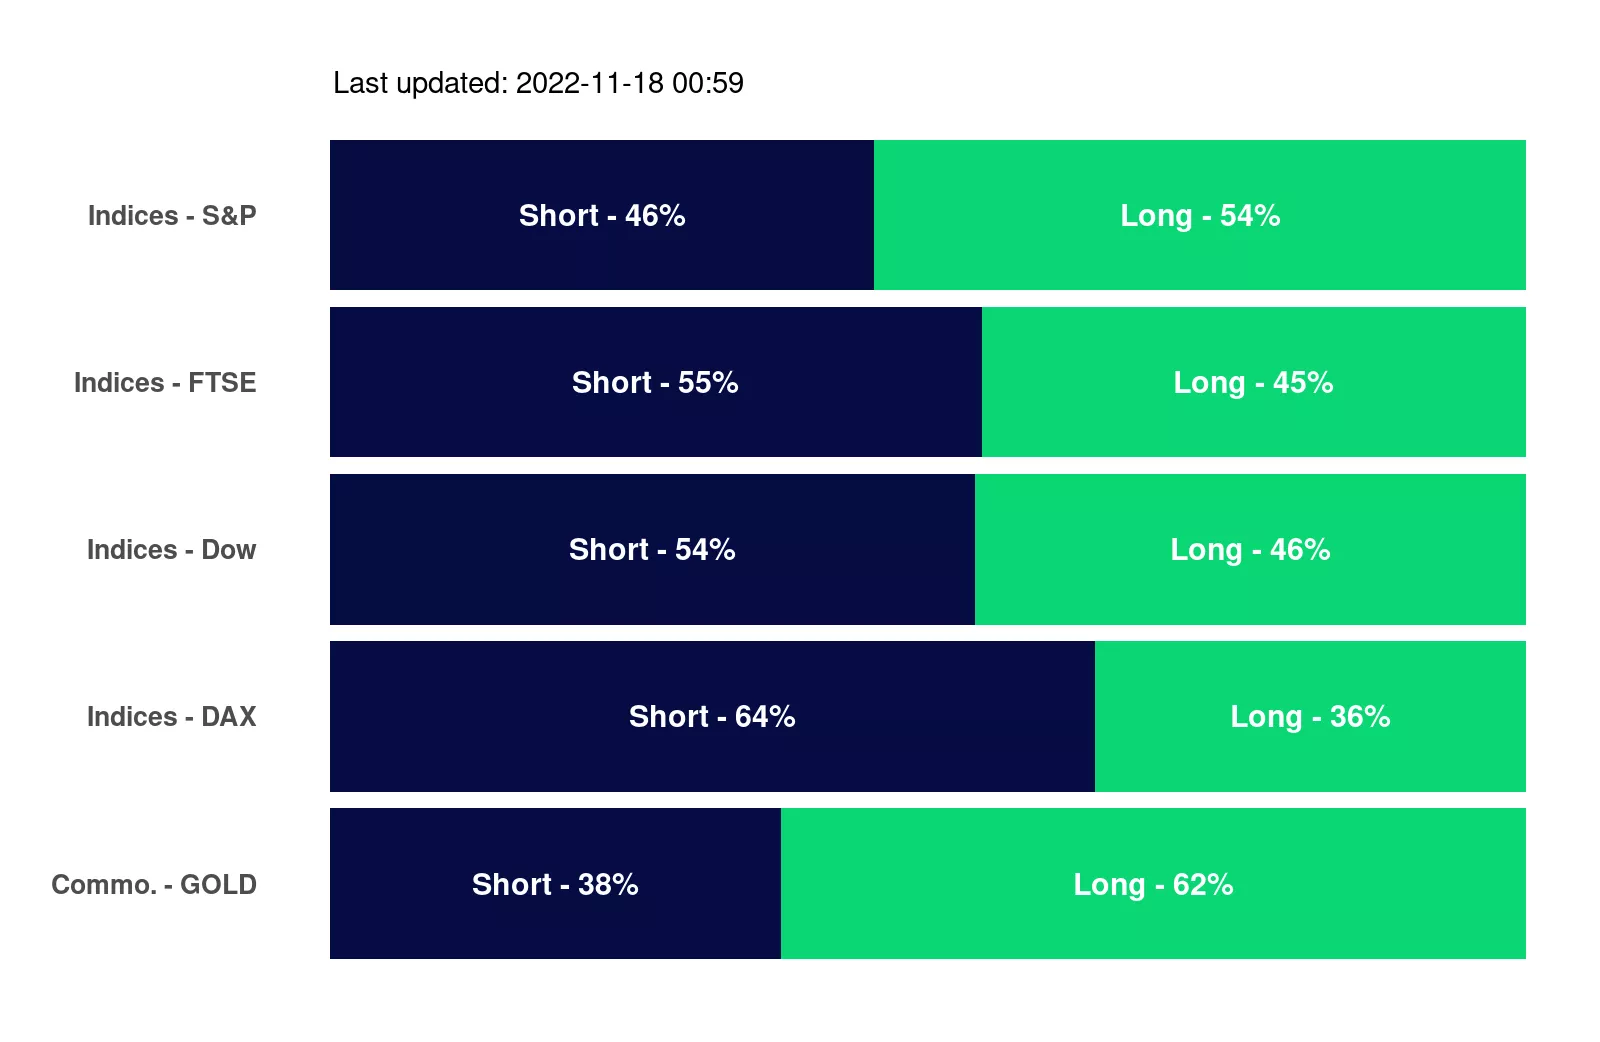 Last updated: 2022-11-18 00:59
Indices - S&P Short - 46% Long - 54%
Indices - FTSE Short - 55% Long - 45%
Indices - Dow Short - 54% Long - 46%
Indices - DAX Short - 64% Long - 36%
Commo. - GOLD Short - 38% Long - 62%